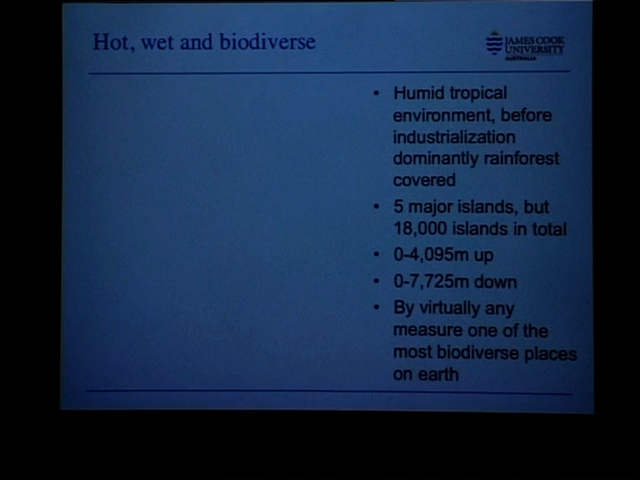 Hot, wet and biodiverse
JAMES COOK
UNIVERSITY
AUSTRALIA
• Humid tropical
environment, before
industrialization
dominantly rainforest
covered
• 5 major islands, but
18,000 islands in total
• 0-4,095m up
• 0-7,725m down
• By virtually any
measure one of the
most biodiverse places
on earth